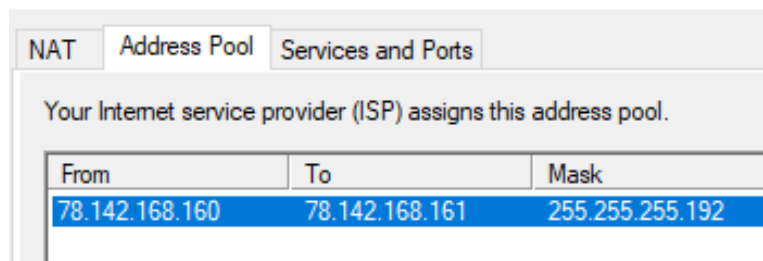 NAT Address Pool Services and Ports
Your Internet service provider (ISP) assigns this address pool.
From To Mask
78.142.168.160 78.142.168.161 255.255.255.192